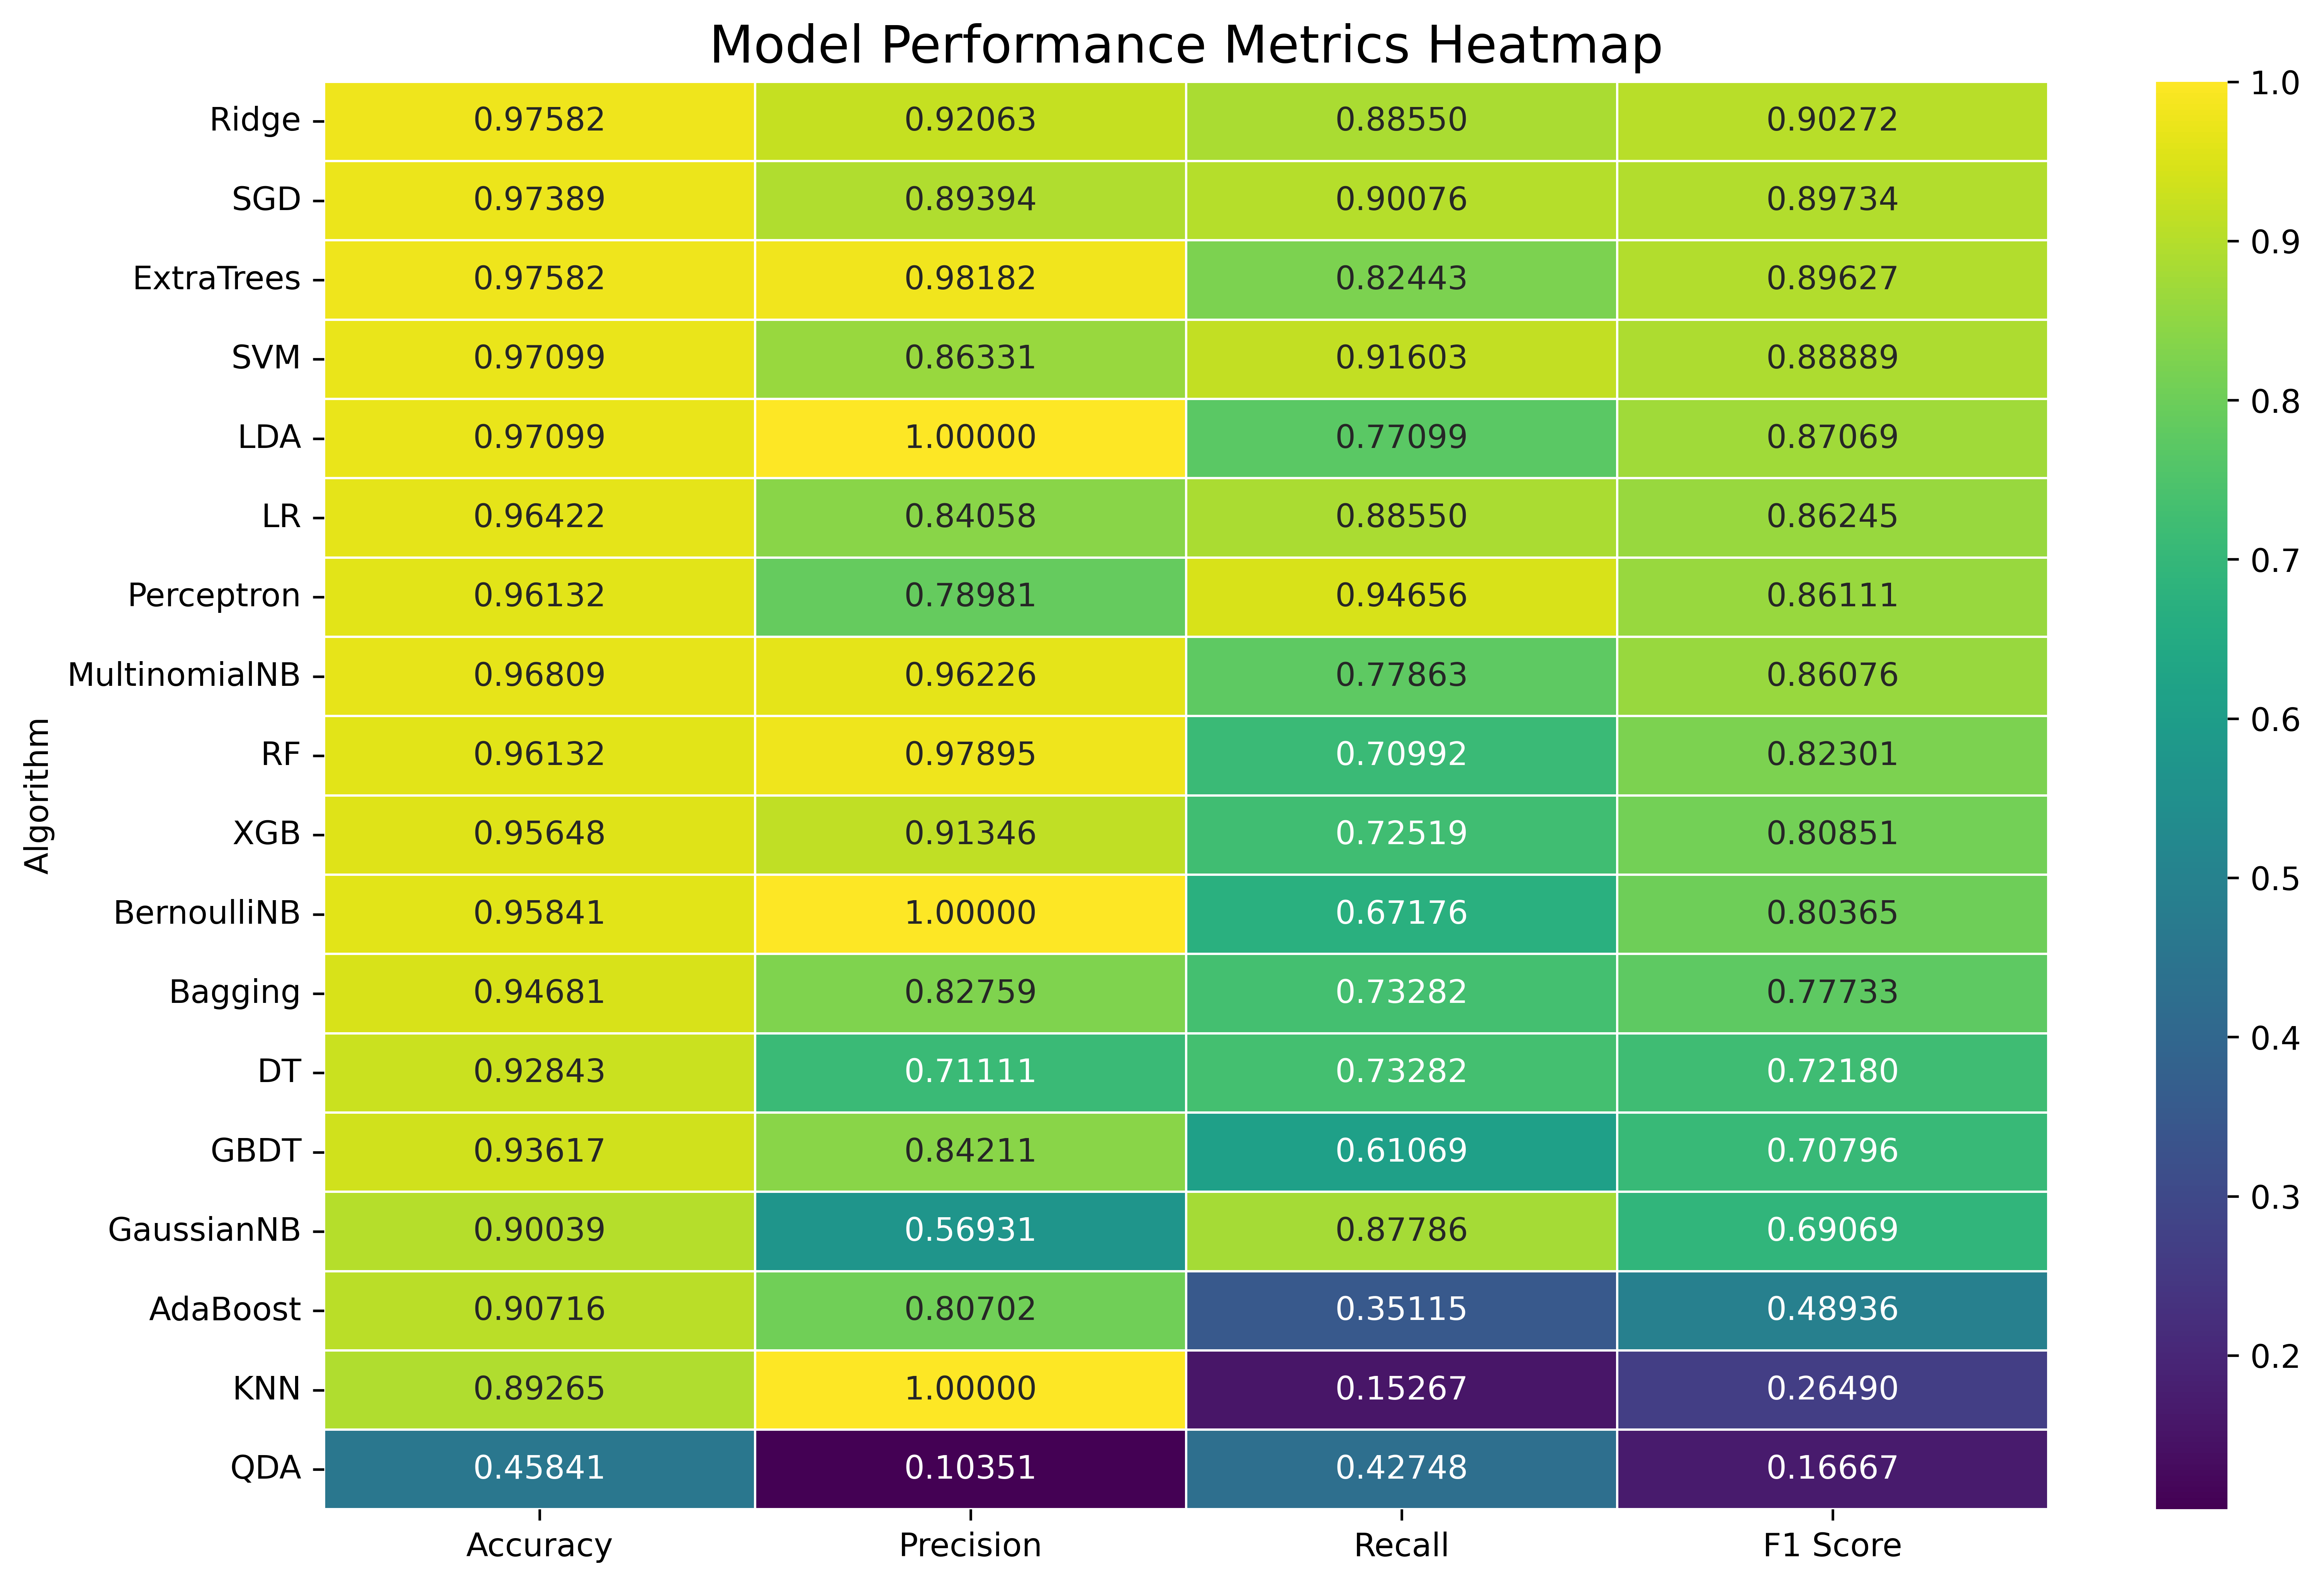 Model Performance Metrics Heatmap
Algorithm
Ridge 0.97582 0.92063 0.88550 0.90272
SGD 0.97389 0.89394 0.90076 0.89734
ExtraTrees 0.97582 0.98182 0.82443 0.89627
SVM 0.97099 0.86331 0.91603 0.88889
LDA 0.97099 1.00000 0.77099 0.87069
LR 0.96422 0.84058 0.88550 0.86245
Perceptron 0.96132 0.78981 0.94656 0.86111
MultinomialNB 0.96809 0.96226 0.77863 0.86076
RF 0.96132 0.97895 0.70992 0.82301
XGB 0.95648 0.91346 0.72519 0.80851
BernoulliNB 0.95841 1.00000 0.67176 0.80365
Bagging 0.94681 0.82759 0.73282 0.77733
DT 0.92843 0.71111 0.73282 0.72180
GBDT 0.93617 0.84211 0.61069 0.70796
GaussianNB 0.90039 0.56931 0.87786 0.69069
AdaBoost 0.90716 0.80702 0.35115 0.48936
KNN 0.89265 1.00000 0.15267 0.26490
QDA 0.45841 0.10351 0.42748 0.16667
Accuracy Precision Recall F1 Score
1.0
0.9
0.8
0.7
0.6
0.5
0.4
0.3
0.2